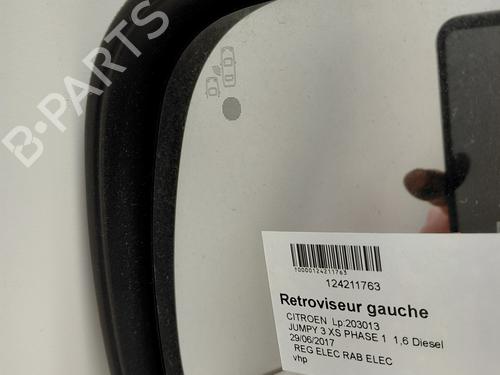 B-PARTS
10000124211763
124211763
Retroviseur gauche
CITROEN Lp:203013
JUMPY 3 XS PHASE 1 1,6 Diesel
29/06/2017
REG ELEC RAB ELEC
vhp